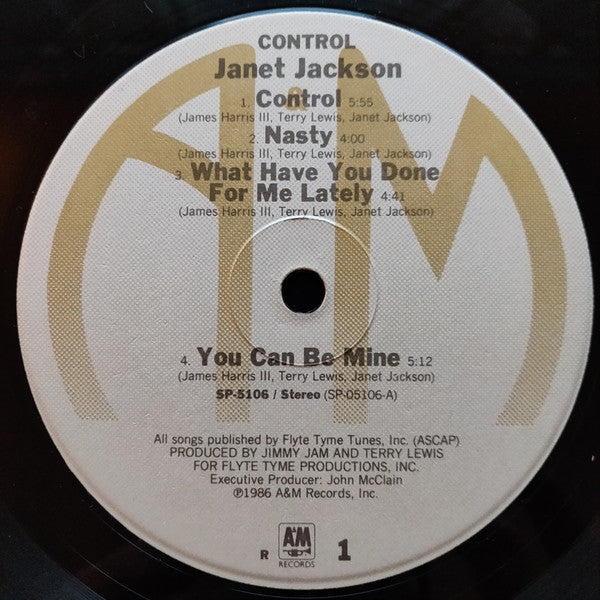 CONTROL
Janet Jackson
1. Control 5:55
(James Harris III, Terry Lewis, Janet Jackson)
2. Nasty 4:00
(James Harris III, Terry Lewis, Janet Jackson)
3. What Have You Done
For Me Lately 4:41
(James Harris III, Terry Lewis, Janet Jackson)
4. You Can Be Mine 5:12
(James Harris III, Terry Lewis, Janet Jackson)
SP-5106 / Stereo (SP-05106-A)
All songs published by Flyte Tyme Tunes, Inc. (ASCAP)
PRODUCED BY JIMMY JAM AND TERRY LEWIS
FOR FLYTE TYME PRODUCTIONS, INC.
Executive Producer: John McClain
℗1986 A&M Records, Inc.
R A&M RECORDS 1
A&M